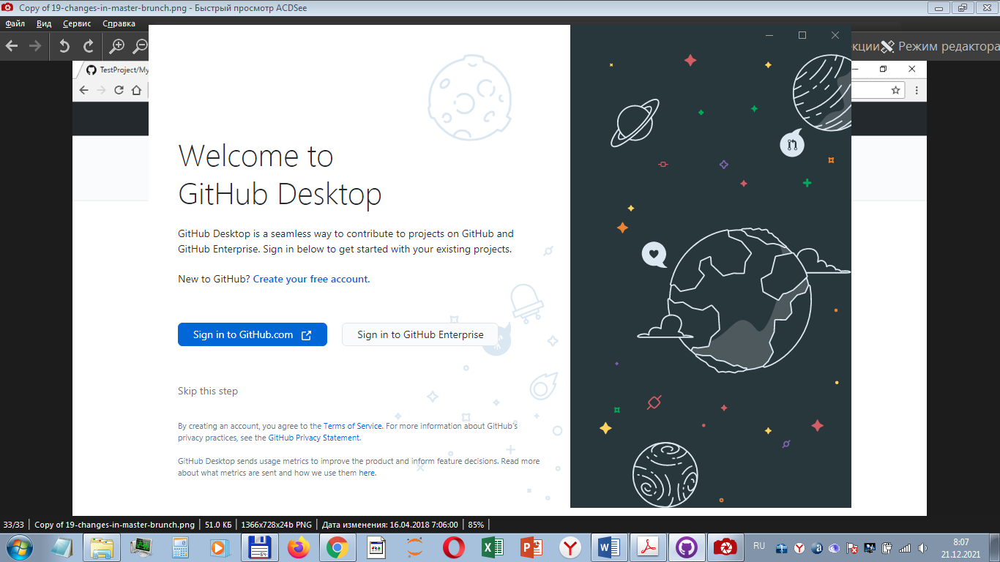 Copy of 19-changes-in-master-brunch.png - Быстрый просмотр ACDSee
Файл Вид Сервис Справка
кции Режим редактора
TestProject/My
Welcome to
GitHub Desktop
GitHub Desktop is a seamless way to contribute to projects on GitHub and
GitHub Enterprise. Sign in below to get started with your existing projects.
New to GitHub? Create your free account.
Sign in to GitHub.com
Sign in to GitHub Enterprise
Skip this step
By creating an account, you agree to the Terms of Service. For more information about GitHub's
privacy practices, see the GitHub Privacy Statement.
GitHub Desktop sends usage metrics to improve the product and inform feature decisions. Read more
about what metrics are sent and how we use them here.
33/33 Copy of 19-changes-in-master-brunch.png 51.0 КБ 1366x728x24b PNG Дата изменения: 16.04.2018 7:06:00 85%
64
RU
8:07
21.12.2021